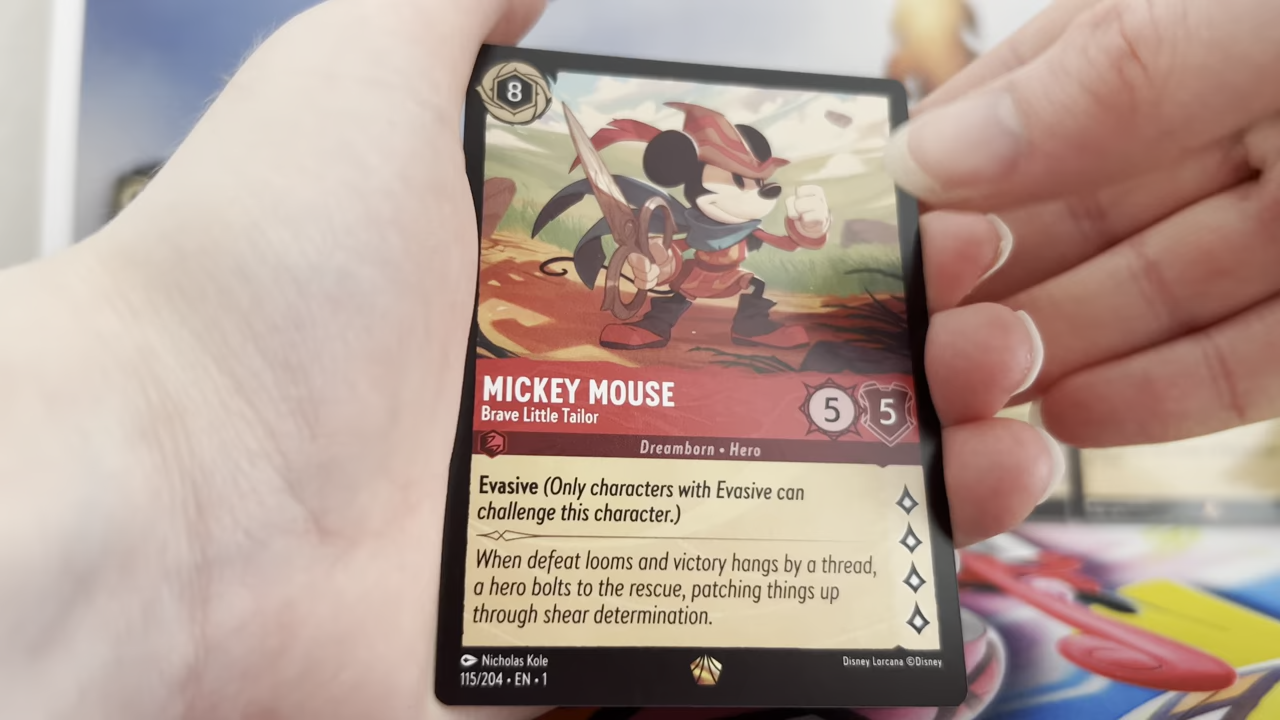 8
MICKEY MOUSE
Brave Little Tailor
5
5
Dreamborn • Hero
Evasive (Only characters with Evasive can
challenge this character.)
When defeat looms and victory hangs by a thread,
a hero bolts to the rescue, patching things up
through shear determination.
Nicholas Kole
Disney Lorcana ©Disney
115/204 • EN • 1